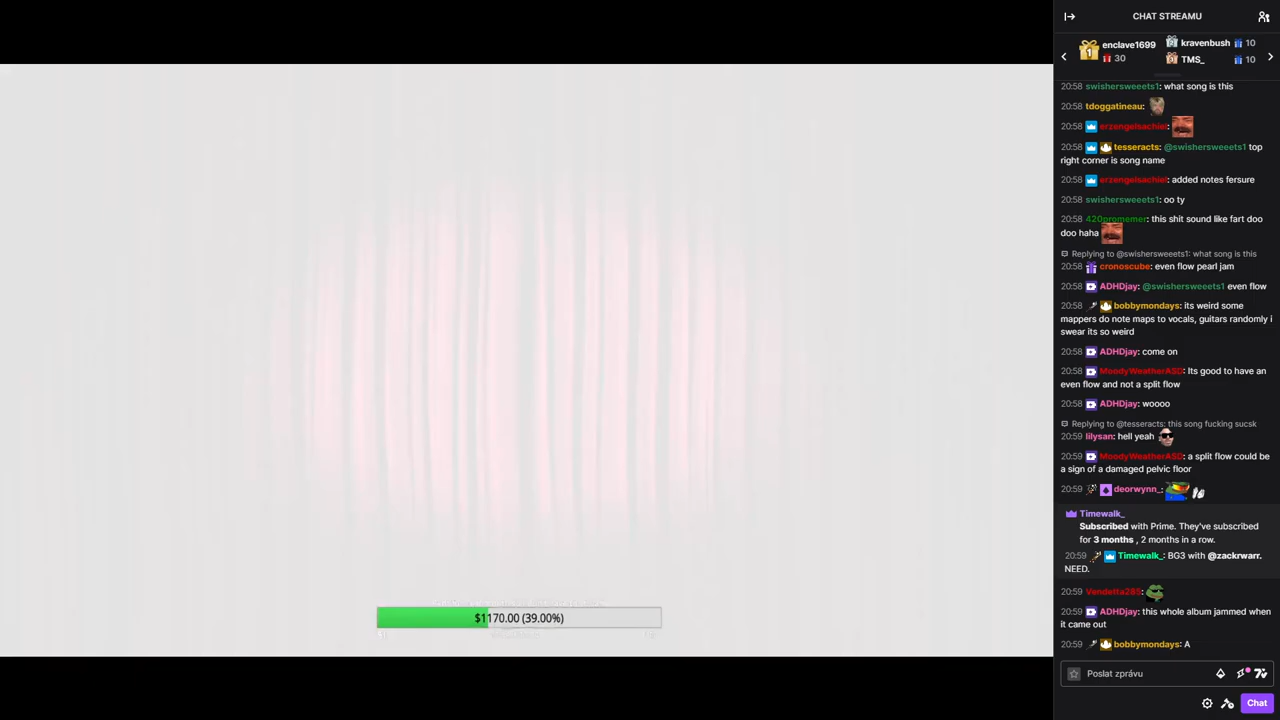 $1170.00 (39.00%)
CHAT STREAMU
enclave1699
30
kravenbush 10
TMS_ 10
20:58 swishersweeets1: what song is this
20:58 tdoggatineau:
20:58 erzengelsachiel:
20:58 tesseracts: @swishersweeets1 top
right corner is song name
20:58 erzengelsachiel: added notes fersure
20:58 swishersweeets1: oo ty
20:58 420promemer: this shit sound like fart doo
doo haha
Replying to @swishersweeets1: what song is this
20:58 cronoscube: even flow pearl jam
20:58 ADHDjay: @swishersweeets1 even flow
20:58 bobbymondays: its weird some
mappers do note maps to vocals, guitars randomly i
swear its so weird
20:58 ADHDjay: come on
20:58 MoodyWeatherASD: Its good to have an
even flow and not a split flow
20:58 ADHDjay: woooo
Replying to @tesseracts: this song fucking sucsk
20:59 lilysan: hell yeah
20:59 MoodyWeatherASD: a split flow could be
a sign of a damaged pelvic floor
20:59 deorwynn_:
Timewalk_
Subscribed with Prime. They've subscribed
for 3 months , 2 months in a row.
20:59 Timewalk_: BG3 with @zackrwarr.
NEED.
20:59 Vendetta285:
20:59 ADHDjay: this whole album jammed when
it came out
20:59 bobbymondays: A
Poslat zprávu
Chat